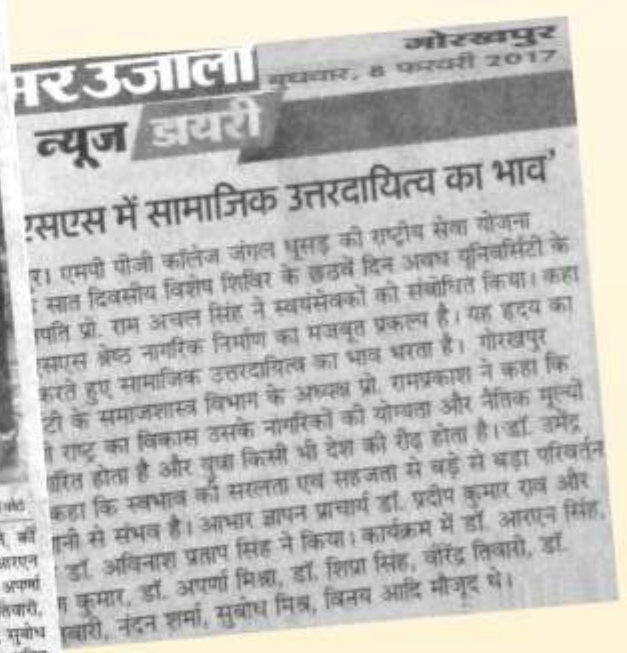 गोरखपुर
मर उजाला बुधवार, 8 फरवरी 2017
न्यूज डायरी
एसएस में सामाजिक उत्तरदायित्व का भाव'
र। एमपी पीजी कॉलेज जंगल धूसड़ की राष्ट्रीय सेवा योजना
सात दिवसीय विशेष शिविर के छठवें दिन अवध यूनिवर्सिटी के
पति प्रो. राम अचल सिंह ने स्वयंसेवकों को संबोधित किया। कहा
एसएस श्रेष्ठ नागरिक निर्माण का मजबूत प्रकल्प है। यह हृदय का
करते हुए सामाजिक उत्तरदायित्व का भाव भरता है। गोरखपुर
टी के समाजशास्त्र विभाग के अध्यक्ष प्रो. रामप्रकाश ने कहा कि
राष्ट्र का विकास उसके नागरिकों की योग्यता और नैतिक मूल्यों
रित होता है और युवा किसी भी देश की रीढ़ होता है। डॉ. उमेंद्र
कहा कि स्वभाव की सरलता एवं सहजता से बड़े से बड़ा परिवर्तन
नी से संभव है। आभार ज्ञापन प्राचार्य डॉ. प्रदीप कुमार राव और
डॉ. अविनाश प्रताप सिंह ने किया। कार्यक्रम में डॉ. आरएन सिंह,
कुमार, डॉ. अपर्णा मिश्रा, डॉ. शिप्रा सिंह, वीरेंद्र तिवारी, डॉ.
वारी, नंदन शर्मा, सुबोध मिश्र, विनय आदि मौजूद थे।
की
आरएन
अपर्णा
तिवारी,
सुबोध